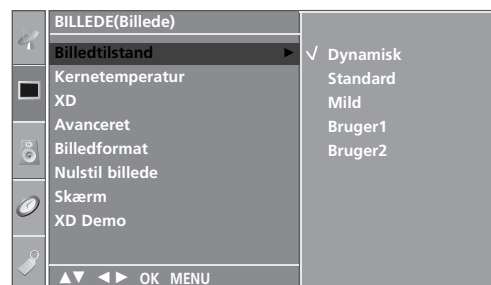 BILLEDE(Billede)
Billedtilstand ►
Kernetemperatur
XD
Avanceret
Billedformat
Nulstil billede
Skærm
XD Demo
▲▼ ◄► OK MENU
√ Dynamisk
Standard
Mild
Bruger1
Bruger2